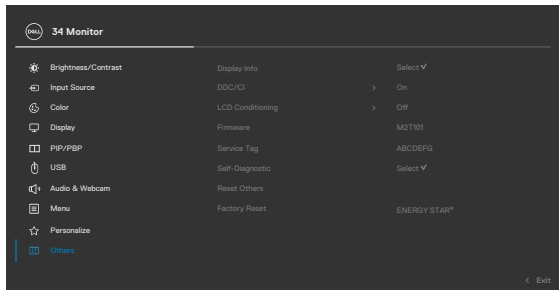 DELL 34 Monitor
Brightness/Contrast Display Info Select ✔
Input Source DDC/CI > On
Color LCD Conditioning > Off
Display Firmware M2T101
PIP/PBP Service Tag ABCDEFG
USB Self-Diagnostic Select ✔
Audio & Webcam Reset Others
Menu Factory Reset ENERGY STAR®
Personalize
Others
< Exit